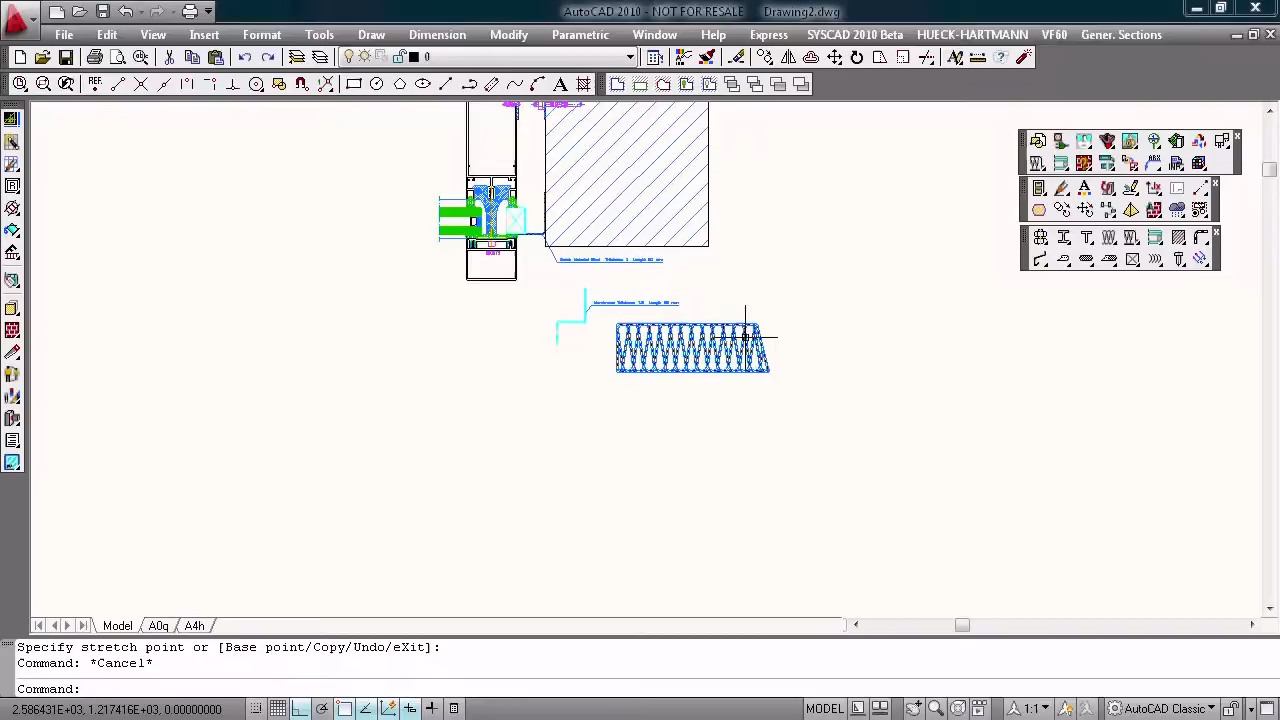 AutoCAD 2010 - NOT FOR RESALE Drawing2.dwg
File Edit View Insert Format Tools Draw Dimension Modify Parametric Window Help Express SYSCAD 2010 Beta HUECK-HARTMANN VF60 Gener. Sections
0
REF.
Model A0q A4h
Specify stretch point or [Base point/Copy/Undo/eXit]:
Command: *Cancel*
Command:
2.586431E+03, 1.217416E+03, 0.00000000 MODEL 1:1 AutoCAD Classic